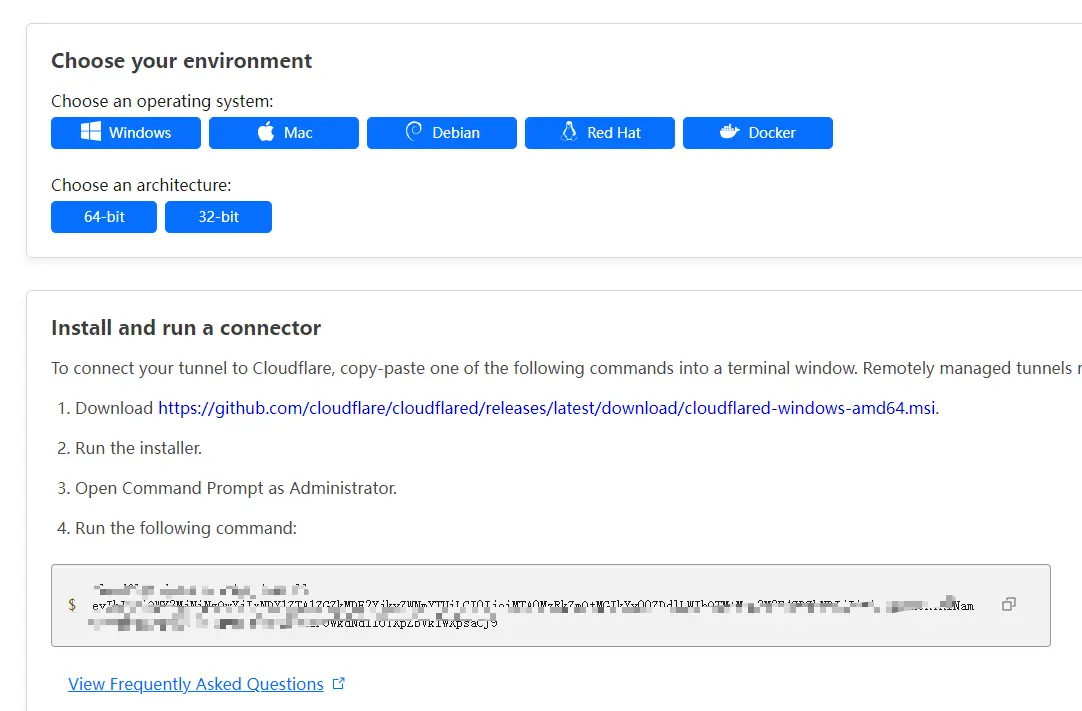 Choose your environment
Choose an operating system:
Windows Mac Debian Red Hat Docker
Choose an architecture:
64-bit 32-bit
Install and run a connector
To connect your tunnel to Cloudflare, copy-paste one of the following commands into a terminal window. Remotely managed tunnels
1. Download https://github.com/cloudflare/cloudflared/releases/latest/download/cloudflared-windows-amd64.msi.
2. Run the installer.
3. Open Command Prompt as Administrator.
4. Run the following command:
$
View Frequently Asked Questions